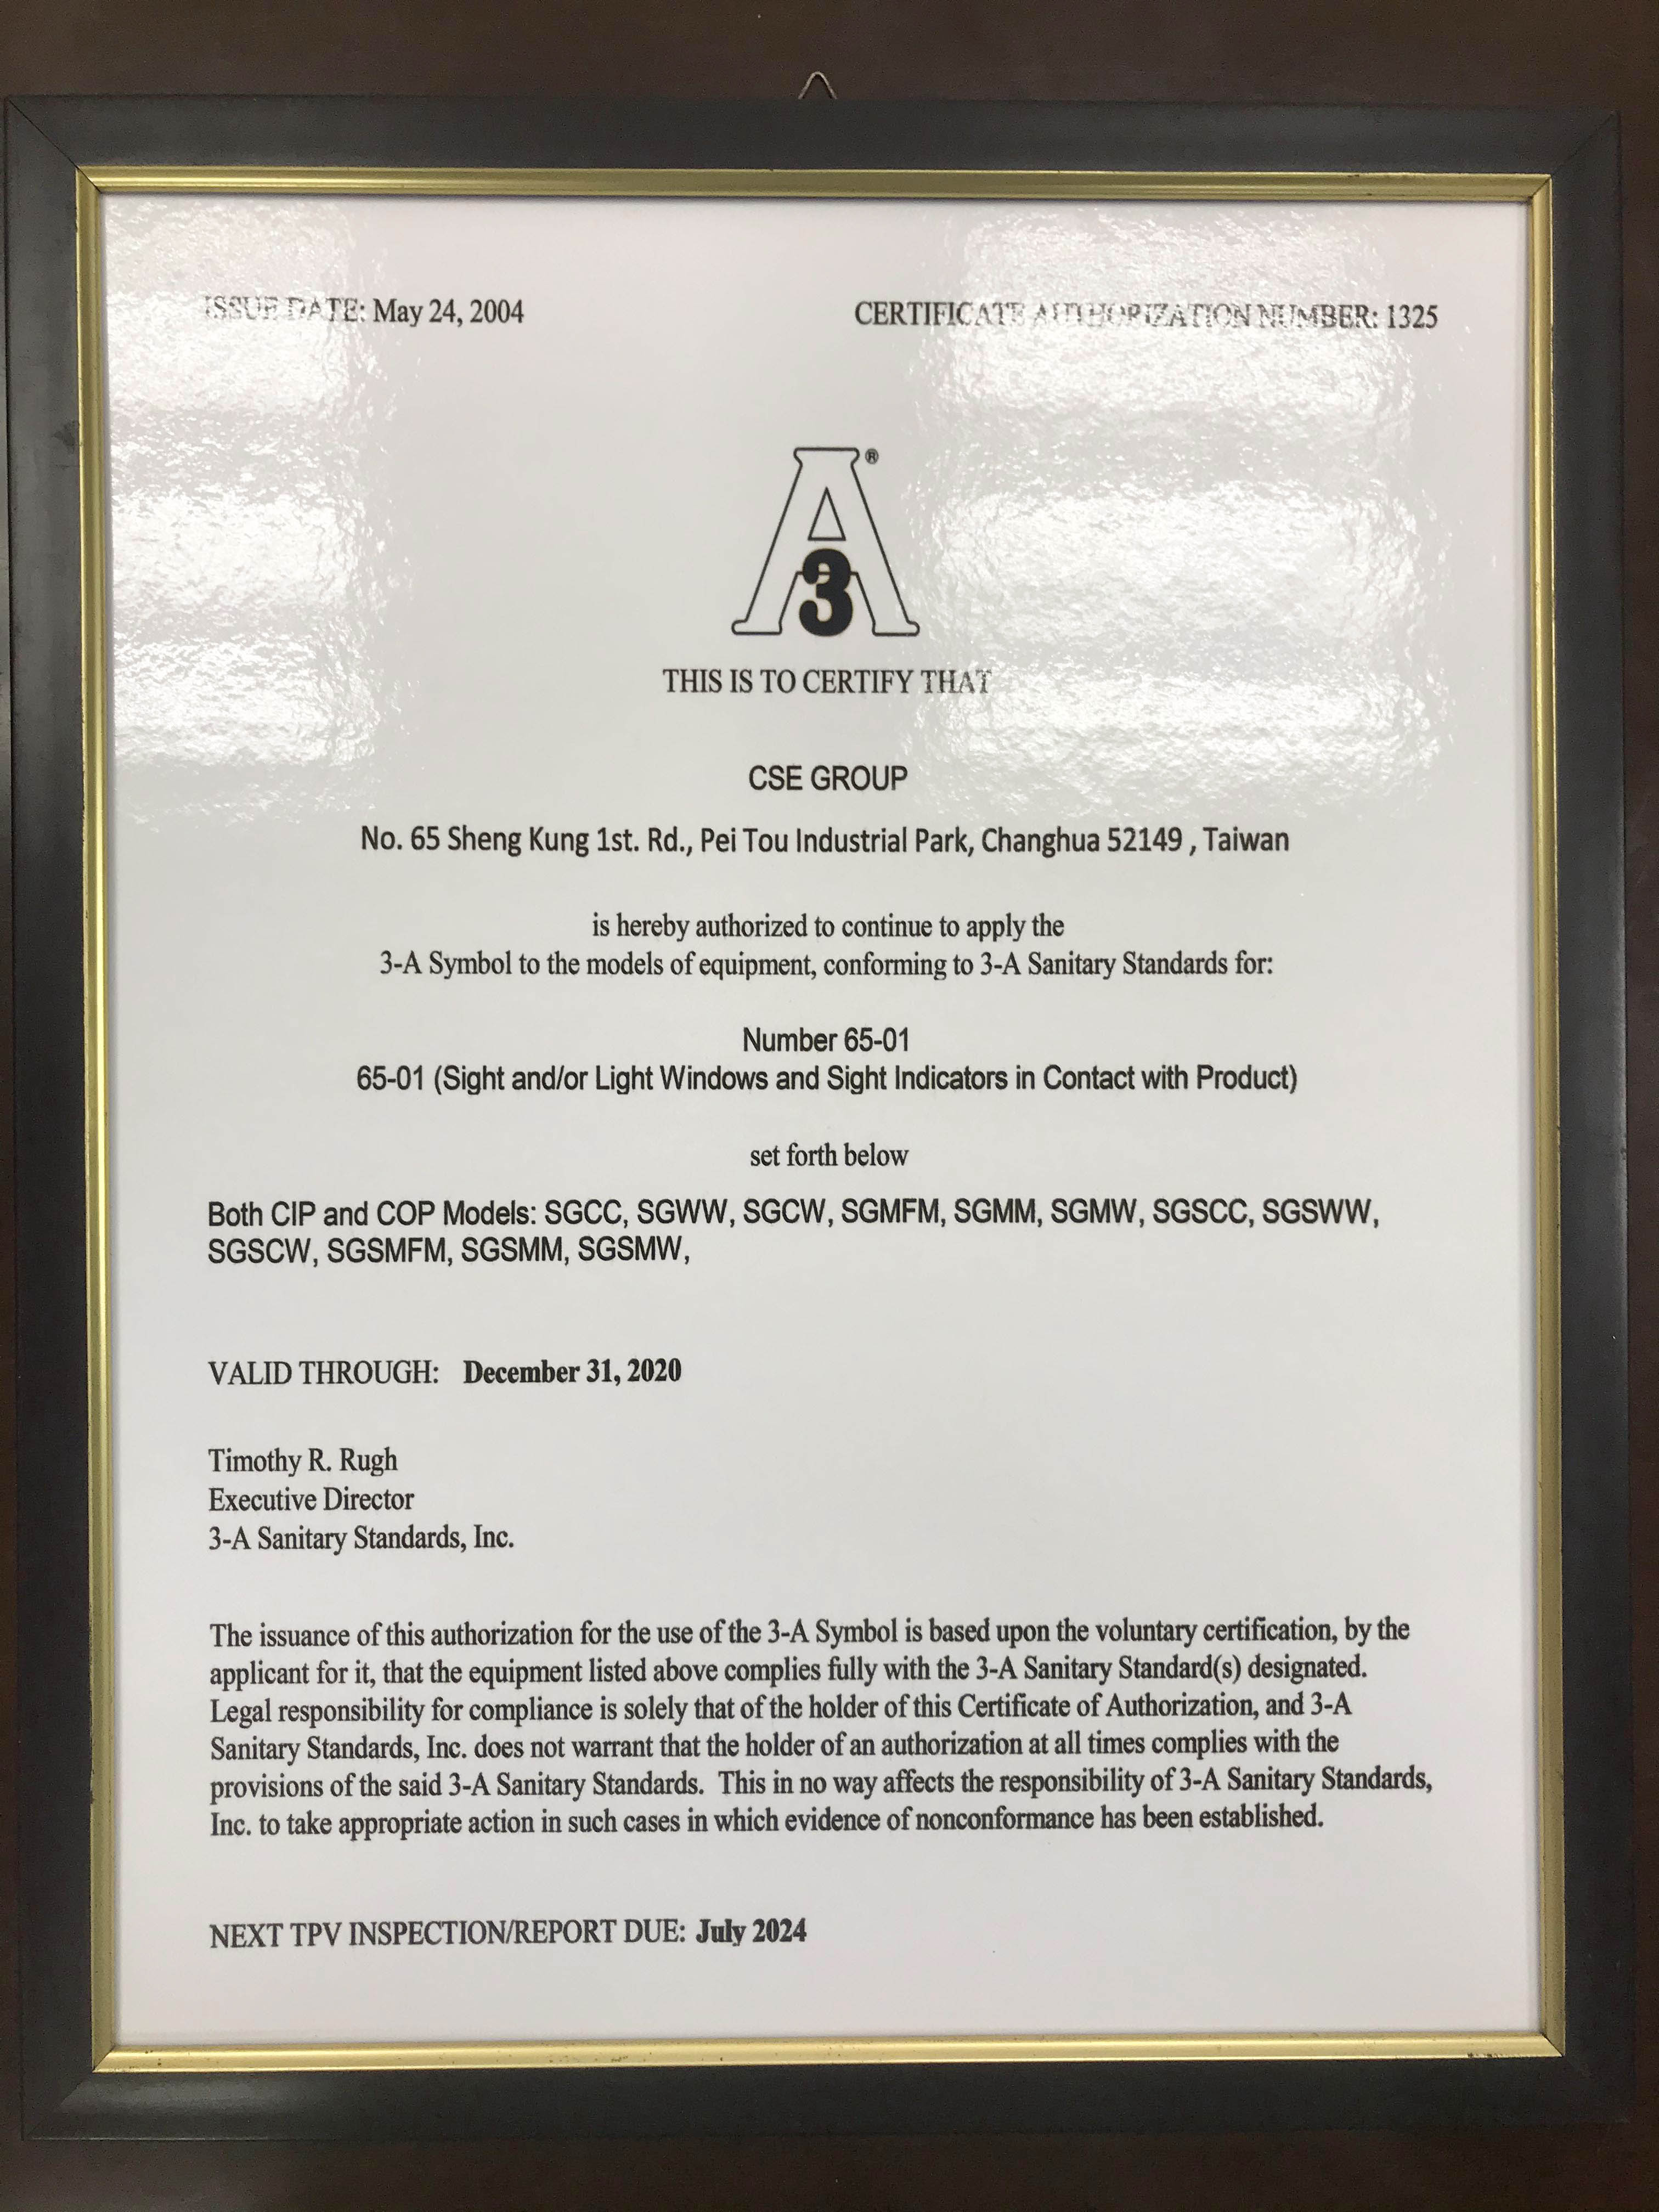 ISSUE DATE: May 24, 2004
CERTIFICATE AUTHORIZATION NUMBER: 1325
A®
3
THIS IS TO CERTIFY THAT
CSE GROUP
No. 65 Sheng Kung 1st. Rd., Pei Tou Industrial Park, Changhua 52149 , Taiwan
is hereby authorized to continue to apply the
3-A Symbol to the models of equipment, conforming to 3-A Sanitary Standards for:
Number 65-01
65-01 (Sight and/or Light Windows and Sight Indicators in Contact with Product)
set forth below
Both CIP and COP Models: SGCC, SGWW, SGCW, SGMFM, SGMM, SGMW, SGSCC, SGSWW,
SGSCW, SGSMFM, SGSMM, SGSMW,
VALID THROUGH: December 31, 2020
Timothy R. Rugh
Executive Director
3-A Sanitary Standards, Inc.
The issuance of this authorization for the use of the 3-A Symbol is based upon the voluntary certification, by the
applicant for it, that the equipment listed above complies fully with the 3-A Sanitary Standard(s) designated.
Legal responsibility for compliance is solely that of the holder of this Certificate of Authorization, and 3-A
Sanitary Standards, Inc. does not warrant that the holder of an authorization at all times complies with the
provisions of the said 3-A Sanitary Standards. This in no way affects the responsibility of 3-A Sanitary Standards,
Inc. to take appropriate action in such cases in which evidence of nonconformance has been established.
NEXT TPV INSPECTION/REPORT DUE: July 2024